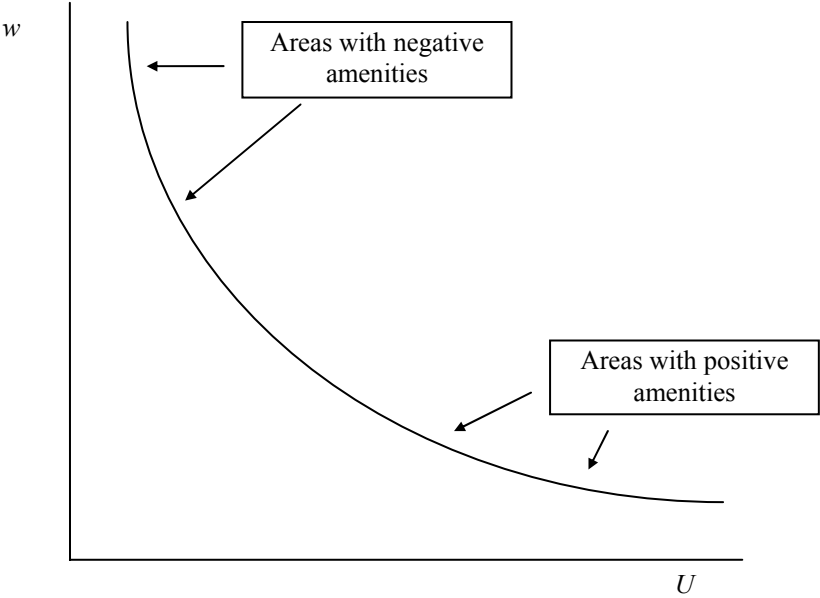 w
Areas with negative
amenities
Areas with positive
amenities
U